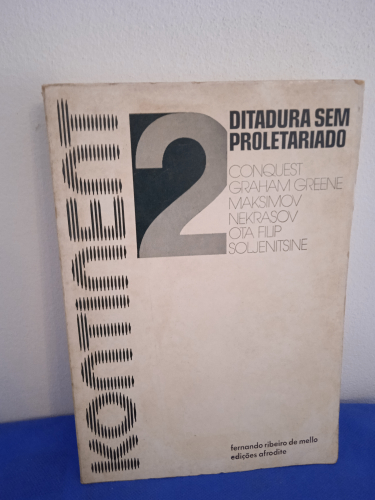 KONTINENT
2
DITADURA SEM
PROLETARIADO
CONQUEST
GRAHAM GREENE
MAKSIMOV
NEKRASOV
OTA FILIP
SOLJENITSINE
fernando ribeiro de mello
edições afrodite